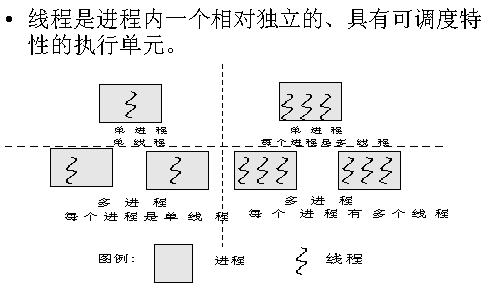 • 线程是进程内一个相对独立的、具有可调度特
性的执行单元。
单 进 程
单 线 程
单 进 程
每个进程是多线程
多 进 程
每 个 进 程 是 单 线 程
多 进 程
每 个 进 程 有 多 个 线 程
图例：
进程
线程